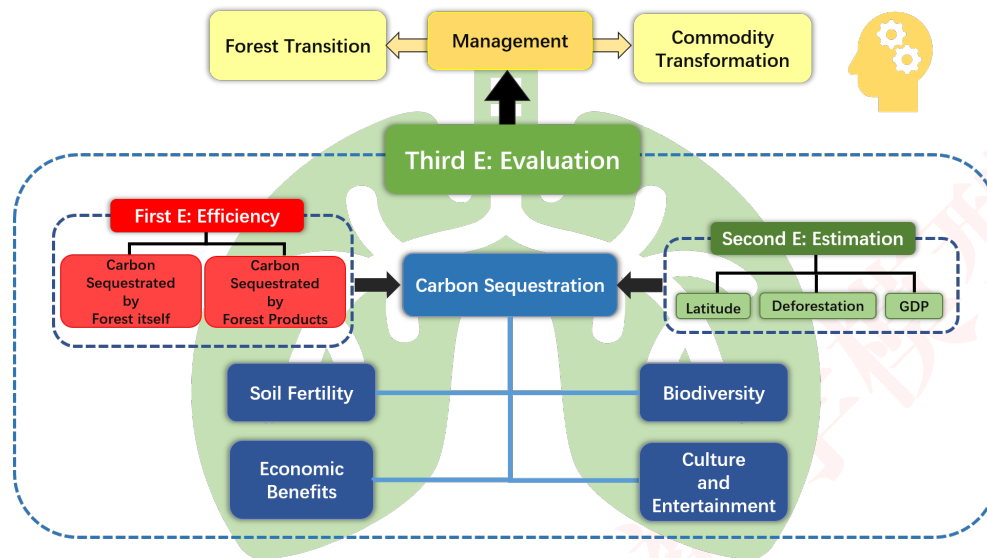 Forest Transition
Management
Commodity
Transformation
Third E: Evaluation
First E: Efficiency
Carbon
Sequestrated
by
Forest itself
Carbon
Sequestrated
by
Forest Products
Carbon Sequestration
Second E: Estimation
Latitude
Deforestation
GDP
Soil Fertility
Biodiversity
Economic
Benefits
Culture
and
Entertainment